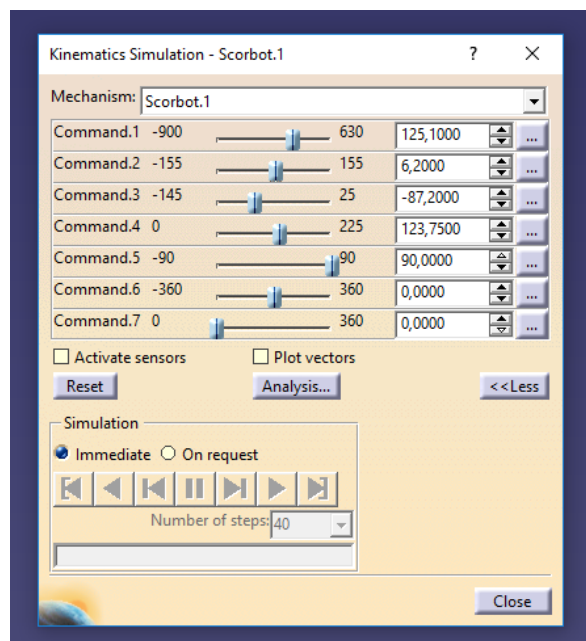 Kinematics Simulation - Scorbot.1 ? ×
Mechanism: Scorbot.1
Command.1 -900 630 125,1000 ...
Command.2 -155 155 6,2000 ...
Command.3 -145 25 -87,2000 ...
Command.4 0 225 123,7500 ...
Command.5 -90 90 90,0000 ...
Command.6 -360 360 0,0000 ...
Command.7 0 360 0,0000 ...
Activate sensors Plot vectors
Reset Analysis... <<Less
Simulation
Immediate On request
Number of steps: 40
Close